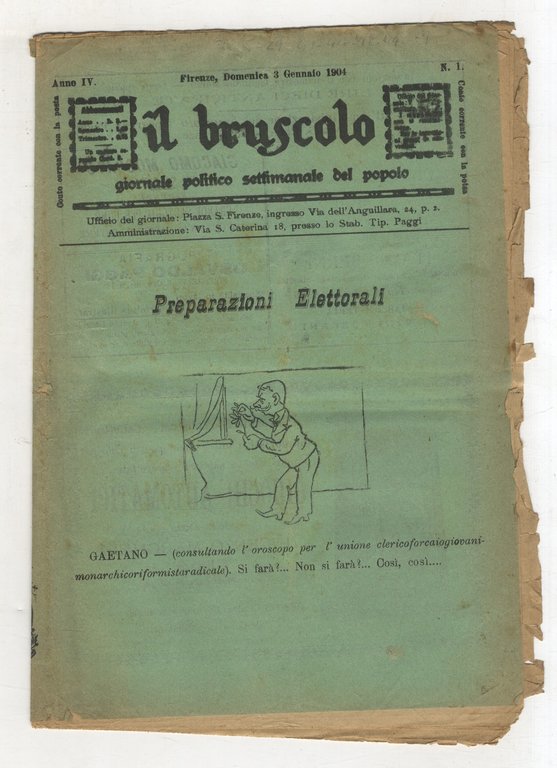 Anno IV.
Firenze, Domenica 3 Gennaio 1904
N. 1.
Conto corrente con la posta
Conto corrente con la posta
il bruscolo
giornale politico settimanale del popolo
Ufficio del giornale: Piazza S. Firenze, ingresso Via dell'Anguillara, 24, p. 2.
Amministrazione: Via S. Caterina 18, presso lo Stab. Tip. Paggi
Preparazioni Elettorali
GAETANO — (consultando l' oroscopo per l' unione clericoforcaiogiovani-
monarchicoriformistaradicale). Si farà?... Non si farà?... Così, così....